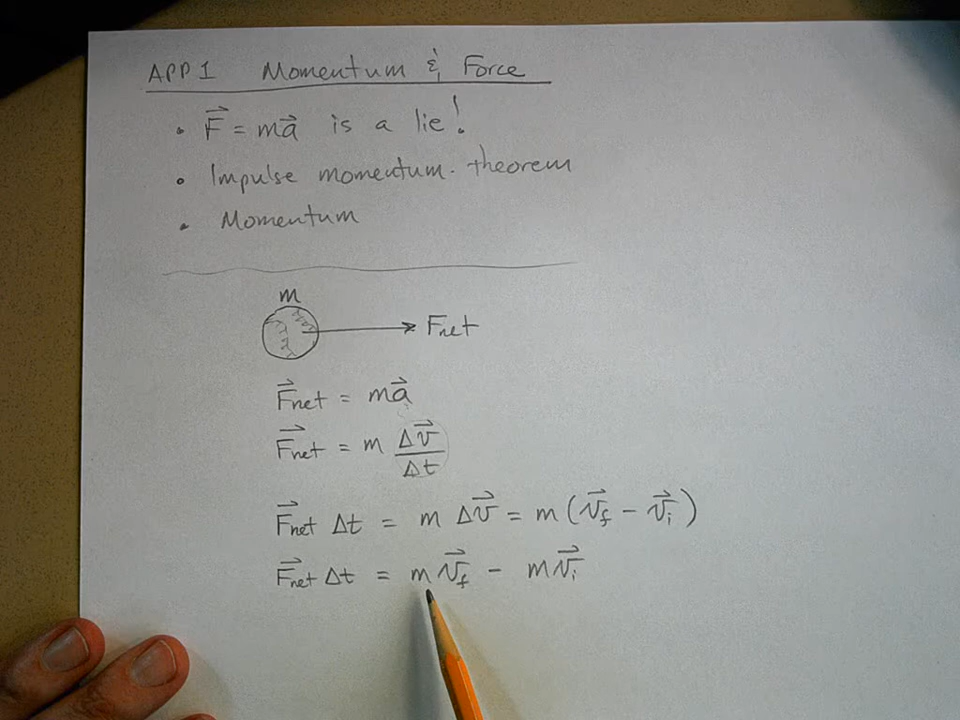 APP 1 Momentum & Force
• F⃗ = ma⃗ is a lie!
• Impulse momentum. theorem
• Momentum
m
Fnet
F⃗net = ma⃗
F⃗net = m Δv⃗/Δt
F⃗net Δt = m Δv⃗ = m (v⃗f − v⃗i)
F⃗net Δt = m v⃗f − m v⃗i